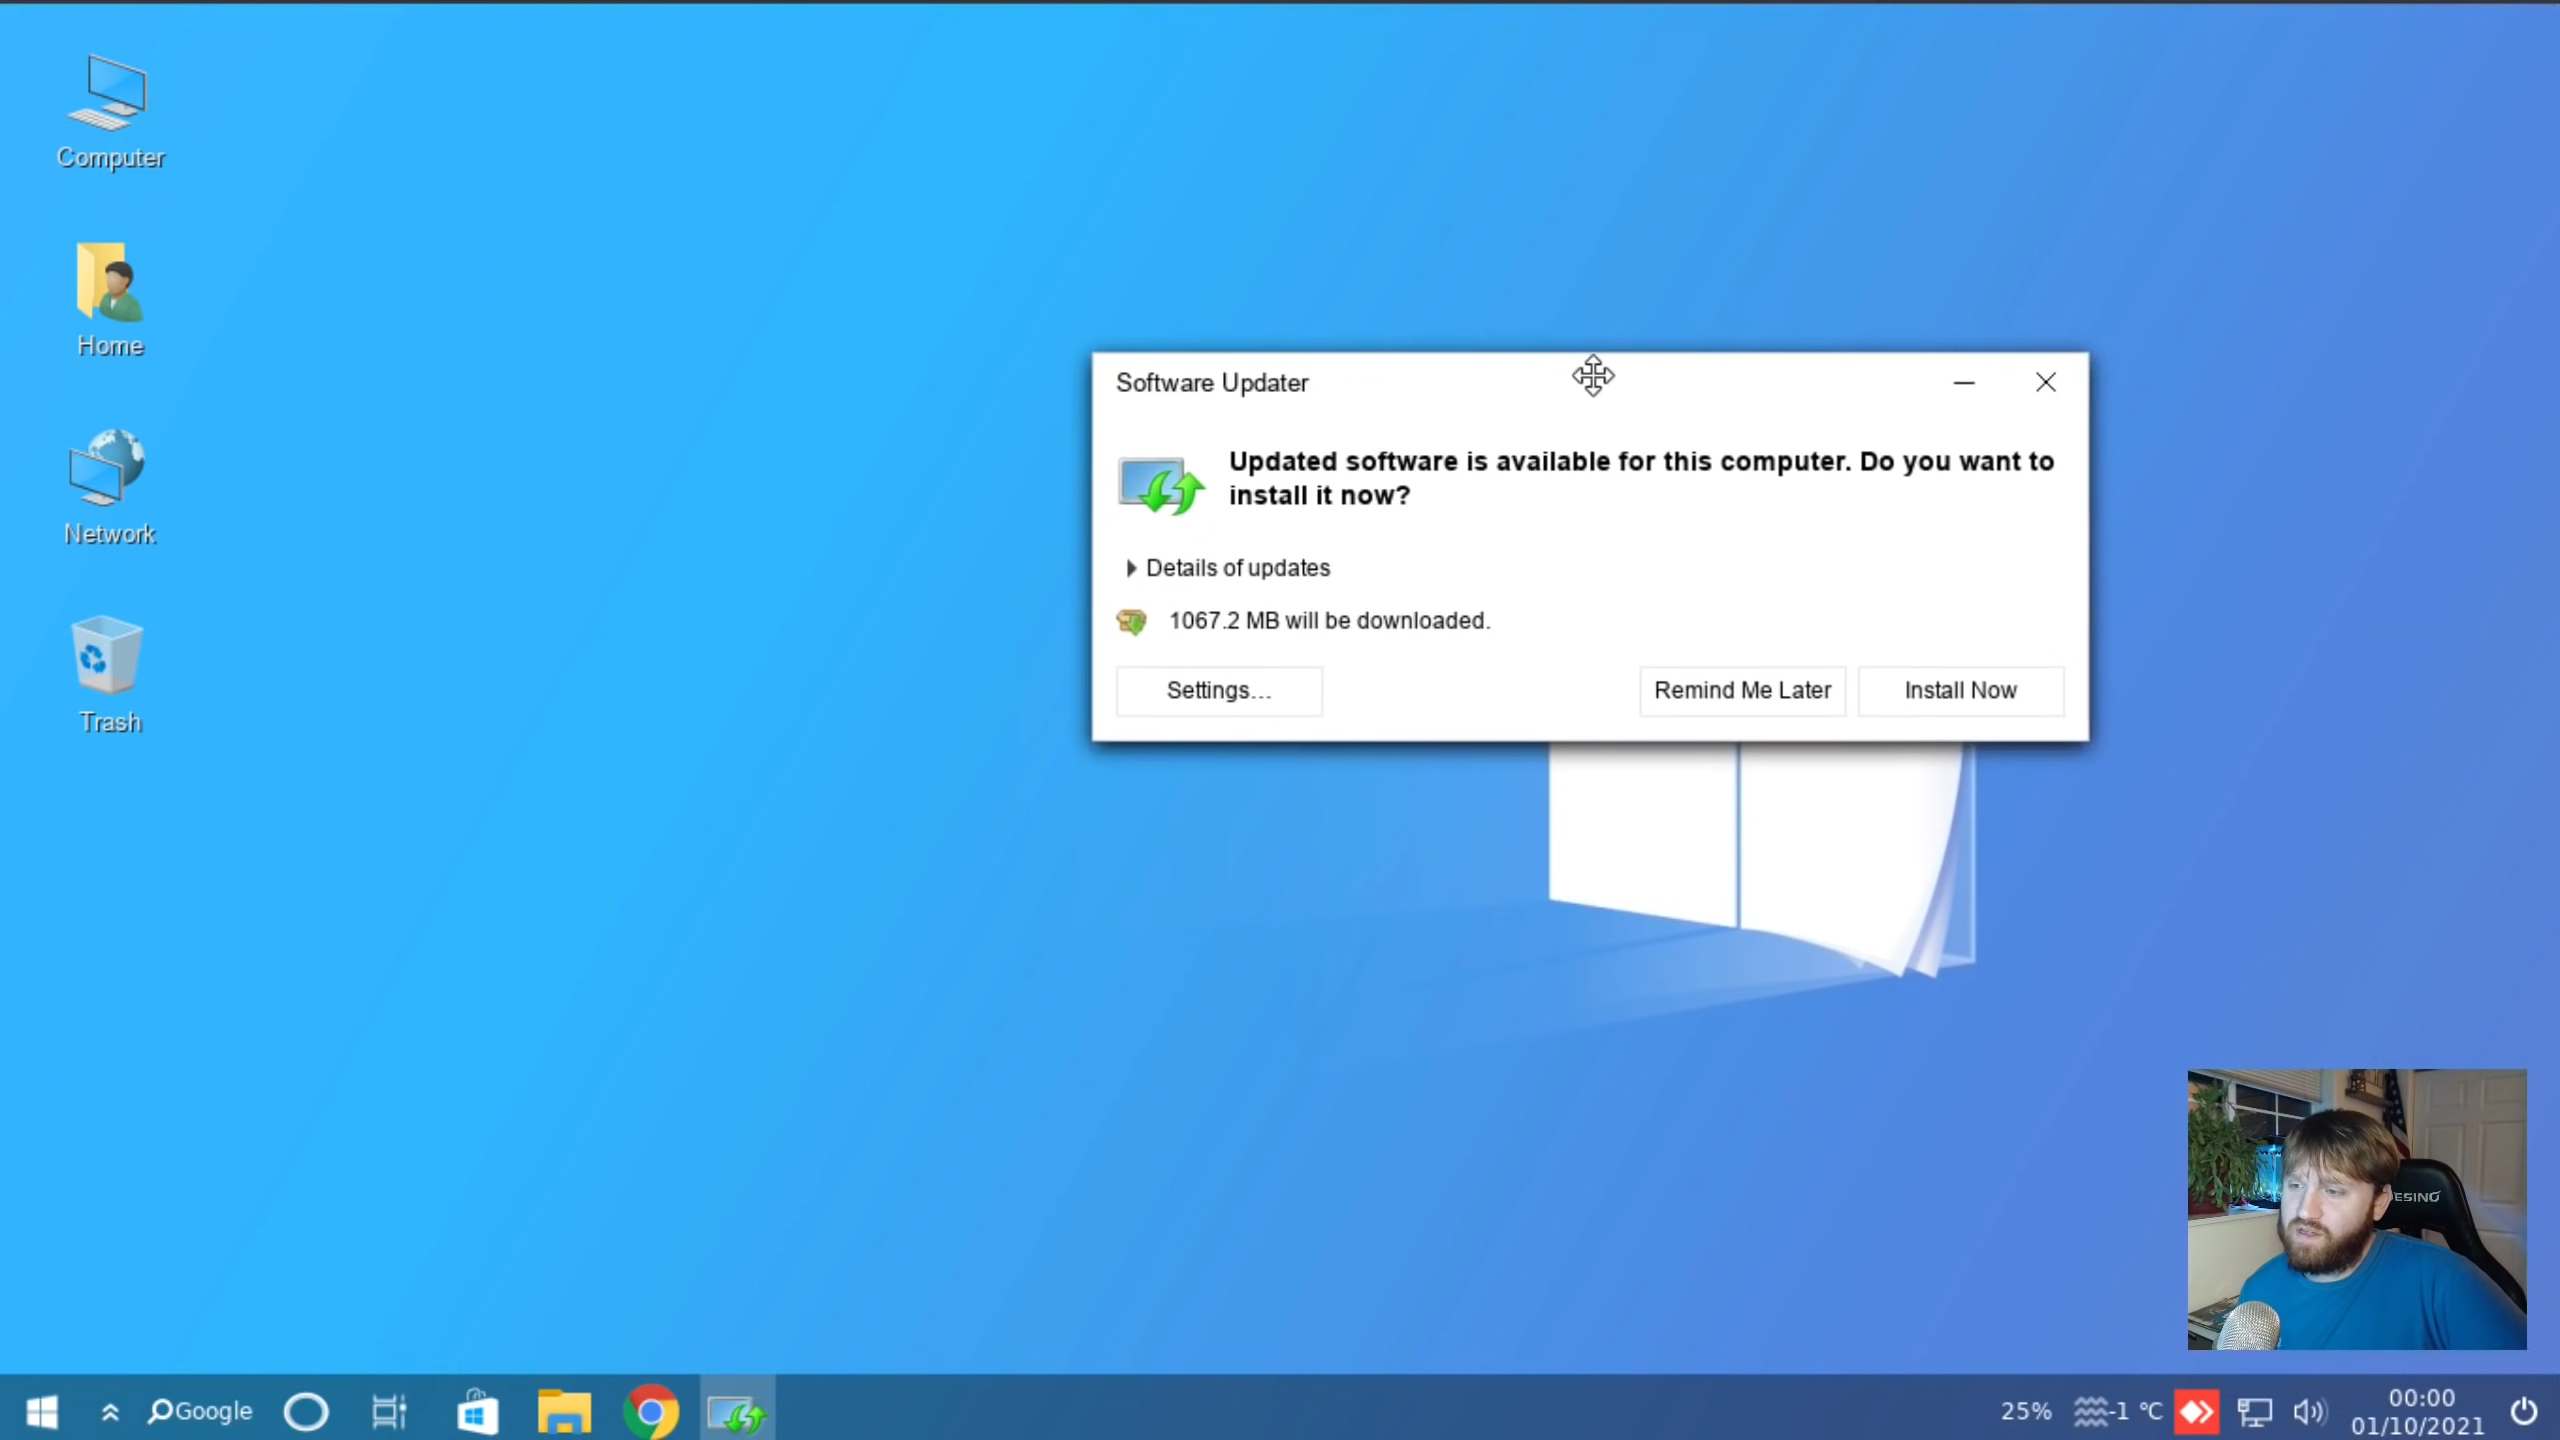 Computer
Home
Network
Trash
Software Updater
Updated software is available for this computer. Do you want to
install it now?
Details of updates
1067.2 MB will be downloaded.
Settings...
Remind Me Later
Install Now
ESINO
Google
25%
-1 °C
00:00
01/10/2021